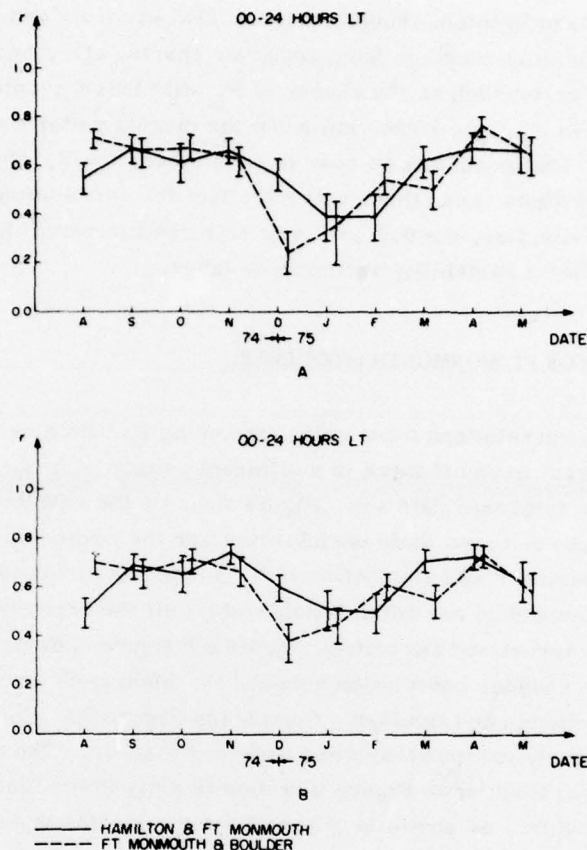 00-24 HOURS LT
r
1.0
0.8
0.6
0.4
0.2
0.0
A S O N D J F M A M
74 75 DATE
A
00-24 HOURS LT
r
1.0
0.8
0.6
0.4
0.2
0.0
A S O N D J F M A M
74 75 DATE
B
HAMILTON & FT MONMOUTH
FT MONMOUTH & BOULDER